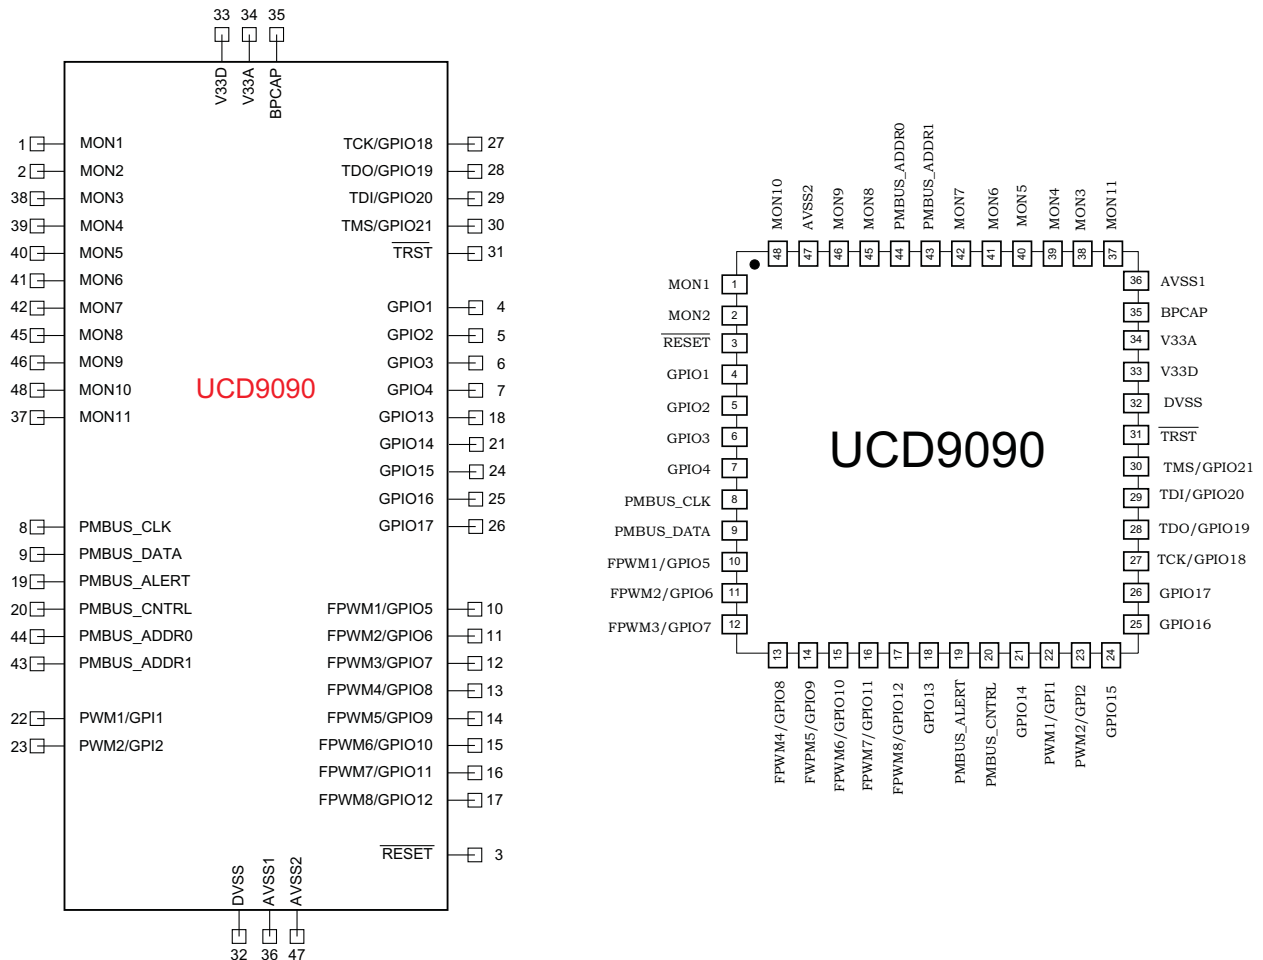 33 34 35
V33D V33A BPCAP
1 MON1 TCK/GPIO18 27
2 MON2 TDO/GPIO19 28
38 MON3 TDI/GPIO20 29
39 MON4 TMS/GPIO21 30
40 MON5 TRST 31
41 MON6
42 MON7 GPIO1 4
45 MON8 GPIO2 5
46 MON9 GPIO3 6
48 MON10 UCD9090 GPIO4 7
37 MON11 GPIO13 18
GPIO14 21
GPIO15 24
GPIO16 25
8 PMBUS_CLK GPIO17 26
9 PMBUS_DATA
19 PMBUS_ALERT
20 PMBUS_CNTRL FPWM1/GPIO5 10
44 PMBUS_ADDR0 FPWM2/GPIO6 11
43 PMBUS_ADDR1 FPWM3/GPIO7 12
FPWM4/GPIO8 13
22 PWM1/GPI1 FPWM5/GPIO9 14
23 PWM2/GPI2 FPWM6/GPIO10 15
FPWM7/GPIO11 16
FPWM8/GPIO12 17
RESET 3
DVSS AVSS1 AVSS2
32 36 47
MON10 AVSS2 MON9 MON8 PMBUS_ADDR0 PMBUS_ADDR1 MON7 MON6 MON5 MON4 MON3 MON11
48 47 46 45 44 43 42 41 40 39 38 37
MON1 1 36 AVSS1
MON2 2 35 BPCAP
RESET 3 34 V33A
GPIO1 4 33 V33D
GPIO2 5 32 DVSS
GPIO3 6 31 TRST
UCD9090
GPIO4 7 30 TMS/GPIO21
PMBUS_CLK 8 29 TDI/GPIO20
PMBUS_DATA 9 28 TDO/GPIO19
FPWM1/GPIO5 10 27 TCK/GPIO18
FPWM2/GPIO6 11 26 GPIO17
FPWM3/GPIO7 12 25 GPIO16
13 14 15 16 17 18 19 20 21 22 23 24
FPWM4/GPIO8 FWPM5/GPIO9 FPWM6/GPIO10 FPWM7/GPIO11 FPWM8/GPIO12 GPIO13 PMBUS_ALERT PMBUS_CNTRL GPIO14 PWM1/GPI1 PWM2/GPI2 GPIO15